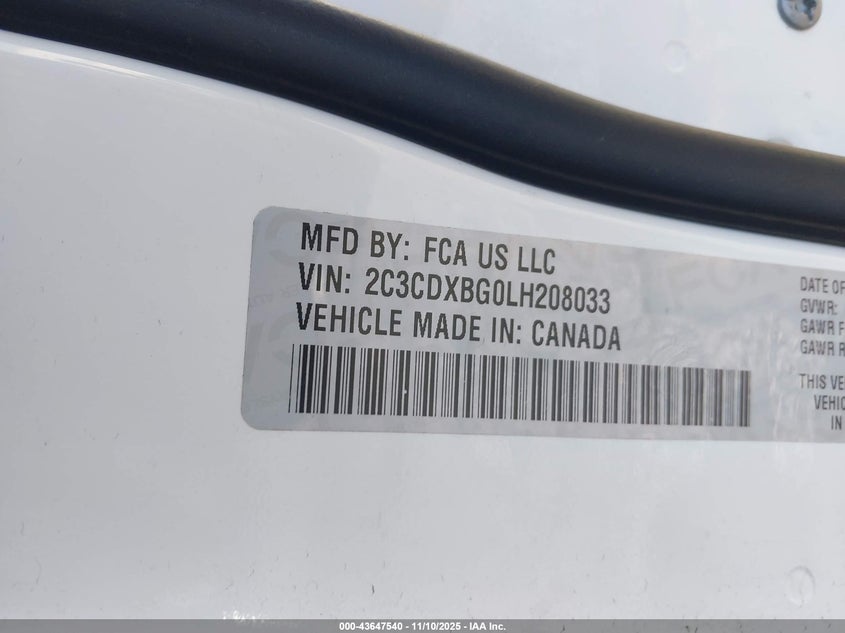 MFD BY: FCA US LLC
VIN: 2C3CDXBG0LH208033
VEHICLE MADE IN: CANADA
DATE OF
GVWR:
GAWR F
GAWR R
THIS VE
VEHIC
IN
000-43647540 - 11/10/2025 - IAA Inc.